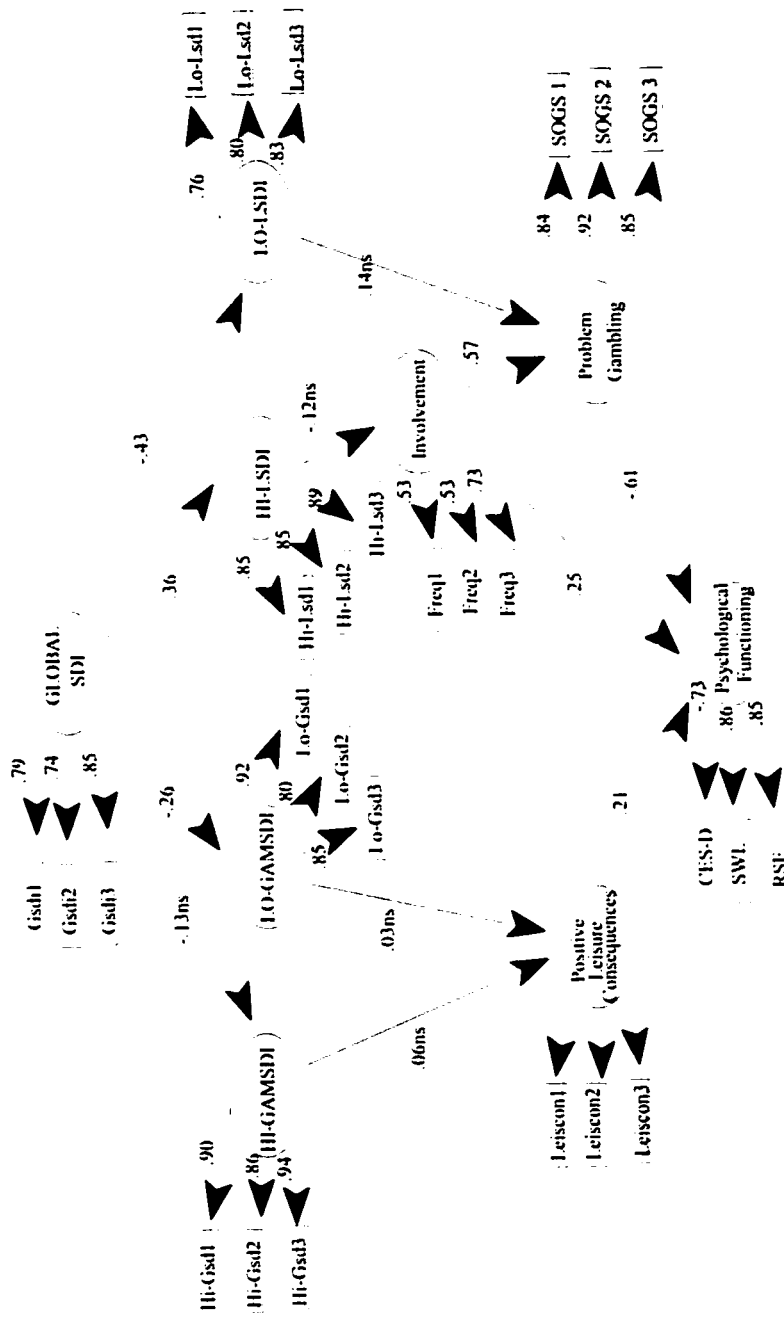 Gsdi1
Gsdi2
Gsdi3
.79
.74
.85
GLOBAL
SDI
-.13ns
-.26
.36
-.43
Hi-Gsd1
Hi-Gsd2
Hi-Gsd3
.90
.86
.94
(HI-GAMSDI)
(LO-GAMSDI)
.92
.80
.85
Lo-Gsd1
Lo-Gsd2
Lo-Gsd3
(HI-LSDI)
.85
.85
.89
Hi-Lsd1
Hi-Lsd2
Hi-Lsd3
(LO-LSDI)
.76
.80
.83
Lo-Lsd1
Lo-Lsd2
Lo-Lsd3
.06ns
.03ns
-.12ns
.14ns
(Involvement)
.53
.53
.73
Freq1
Freq2
Freq3
.57
Leiscon1
Leiscon2
Leiscon3
Positive
Leisure
Consequences
Problem
Gambling
.84
.92
.85
SOGS 1
SOGS 2
SOGS 3
.21
.25
-.61
CES-D
SWL
RSE
-.73
.86
.85
Psychological
Functioning